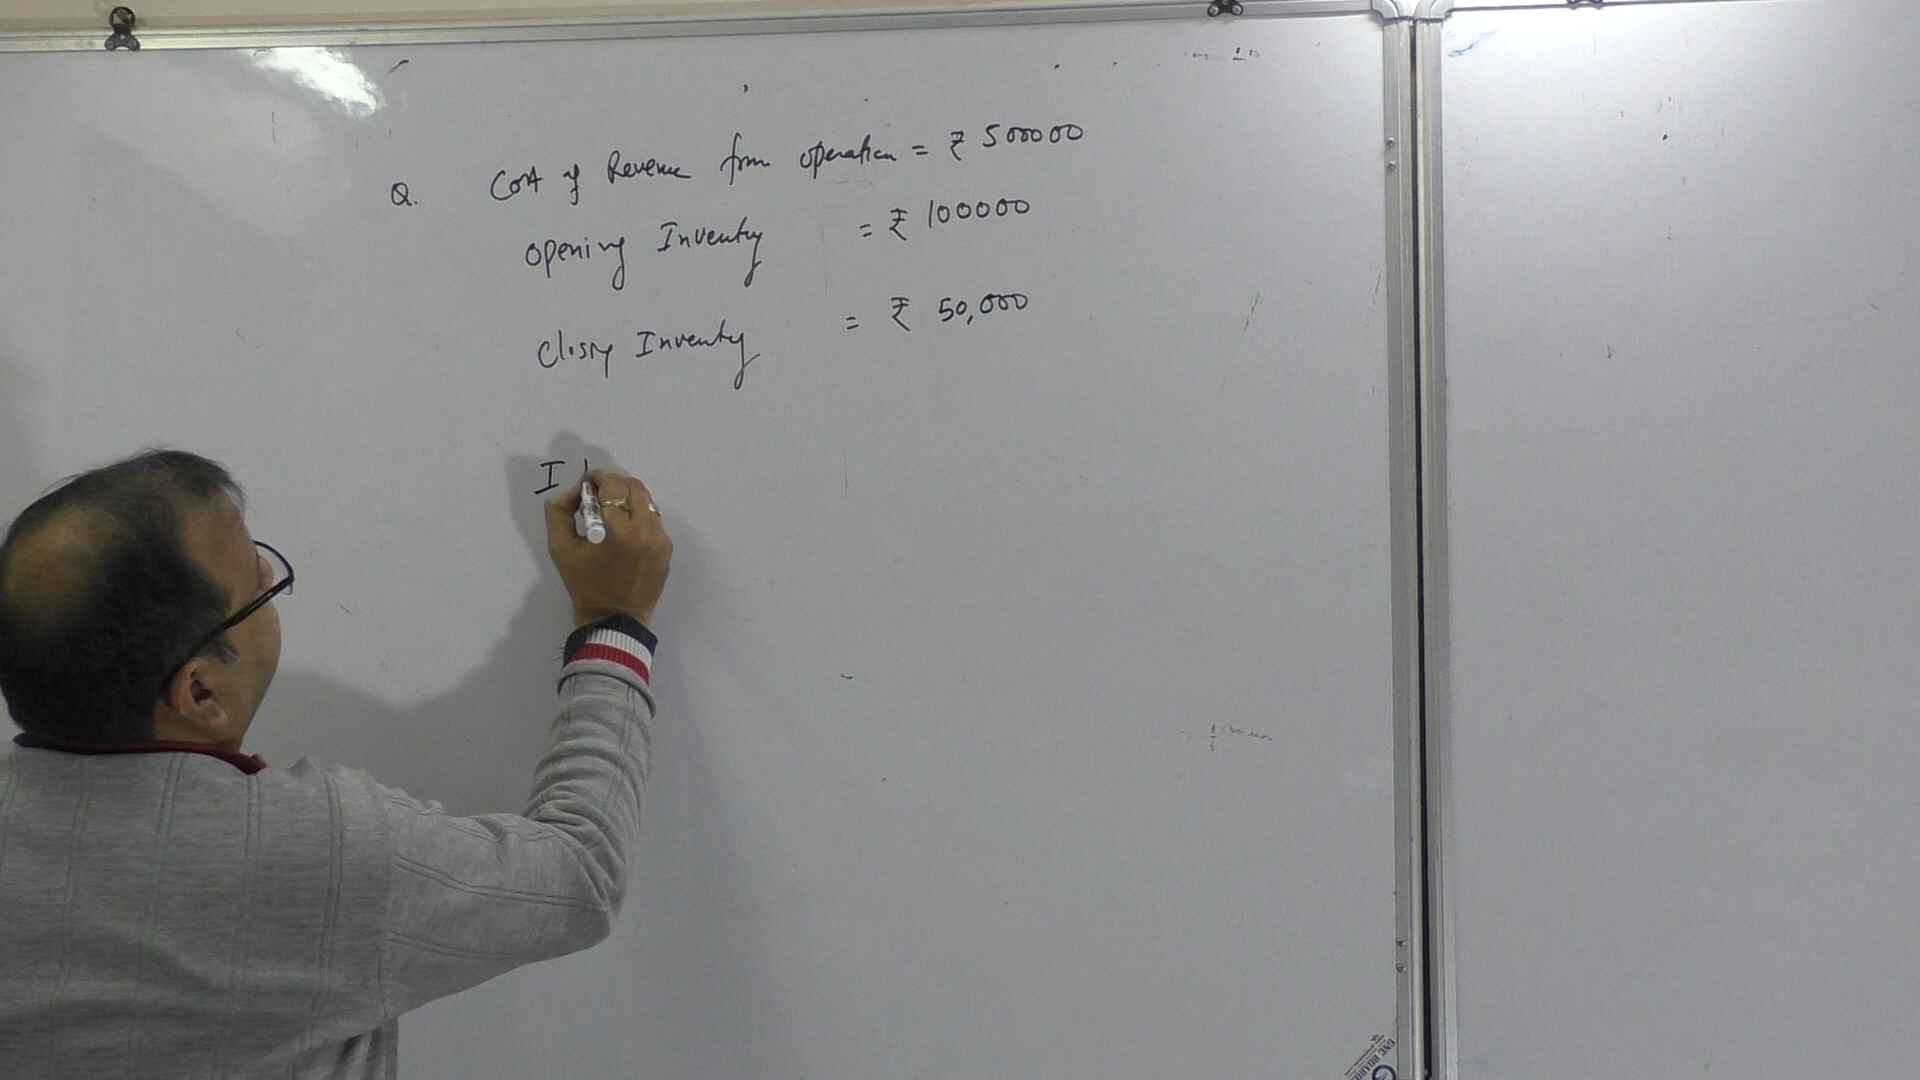 Q. Cost of Revenue from operation = ₹ 500000
Opening Inventory = ₹ 100000
Closing Inventory = ₹ 50,000
I